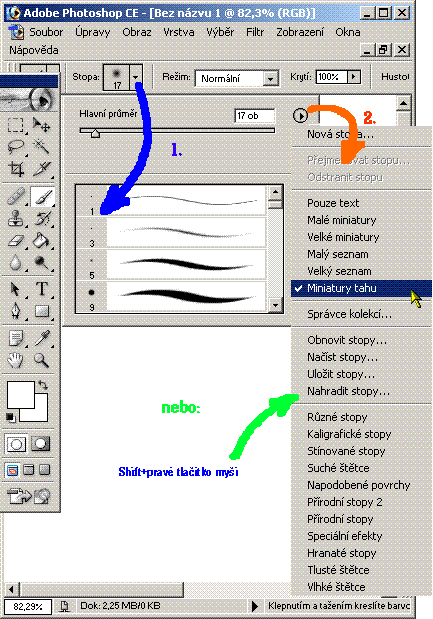 Adobe Photoshop CE - [Bez názvu 1 @ 82,3% (RGB)]
Soubor Úpravy Obraz Vrstva Výběr Filtr Zobrazení Okna
Nápověda
Stopa: 17 Režim: Normální Krytí: 100% Hustot
Hlavní průměr 17 ob
1.
2.
1
3
5
9
Nová stopa...
Přejmenovat stopu...
Odstranit stopu
Pouze text
Malé miniatury
Velké miniatury
Malý seznam
Velký seznam
Miniatury tahu
Správce kolekcí...
Obnovit stopy...
Načíst stopy...
Uložit stopy...
Nahradit stopy...
Různé stopy
Kaligrafické stopy
Stínované stopy
Suché štětce
Napodobené povrchy
Přírodní stopy 2
Přírodní stopy
Speciální efekty
Hranaté stopy
Tlusté štětce
Vlhké štětce
nebo:
Shift+pravé tlačítko myši
82,29% Dok: 2,25 MB/0 KB Klepnutím a tažením kreslíte barvo